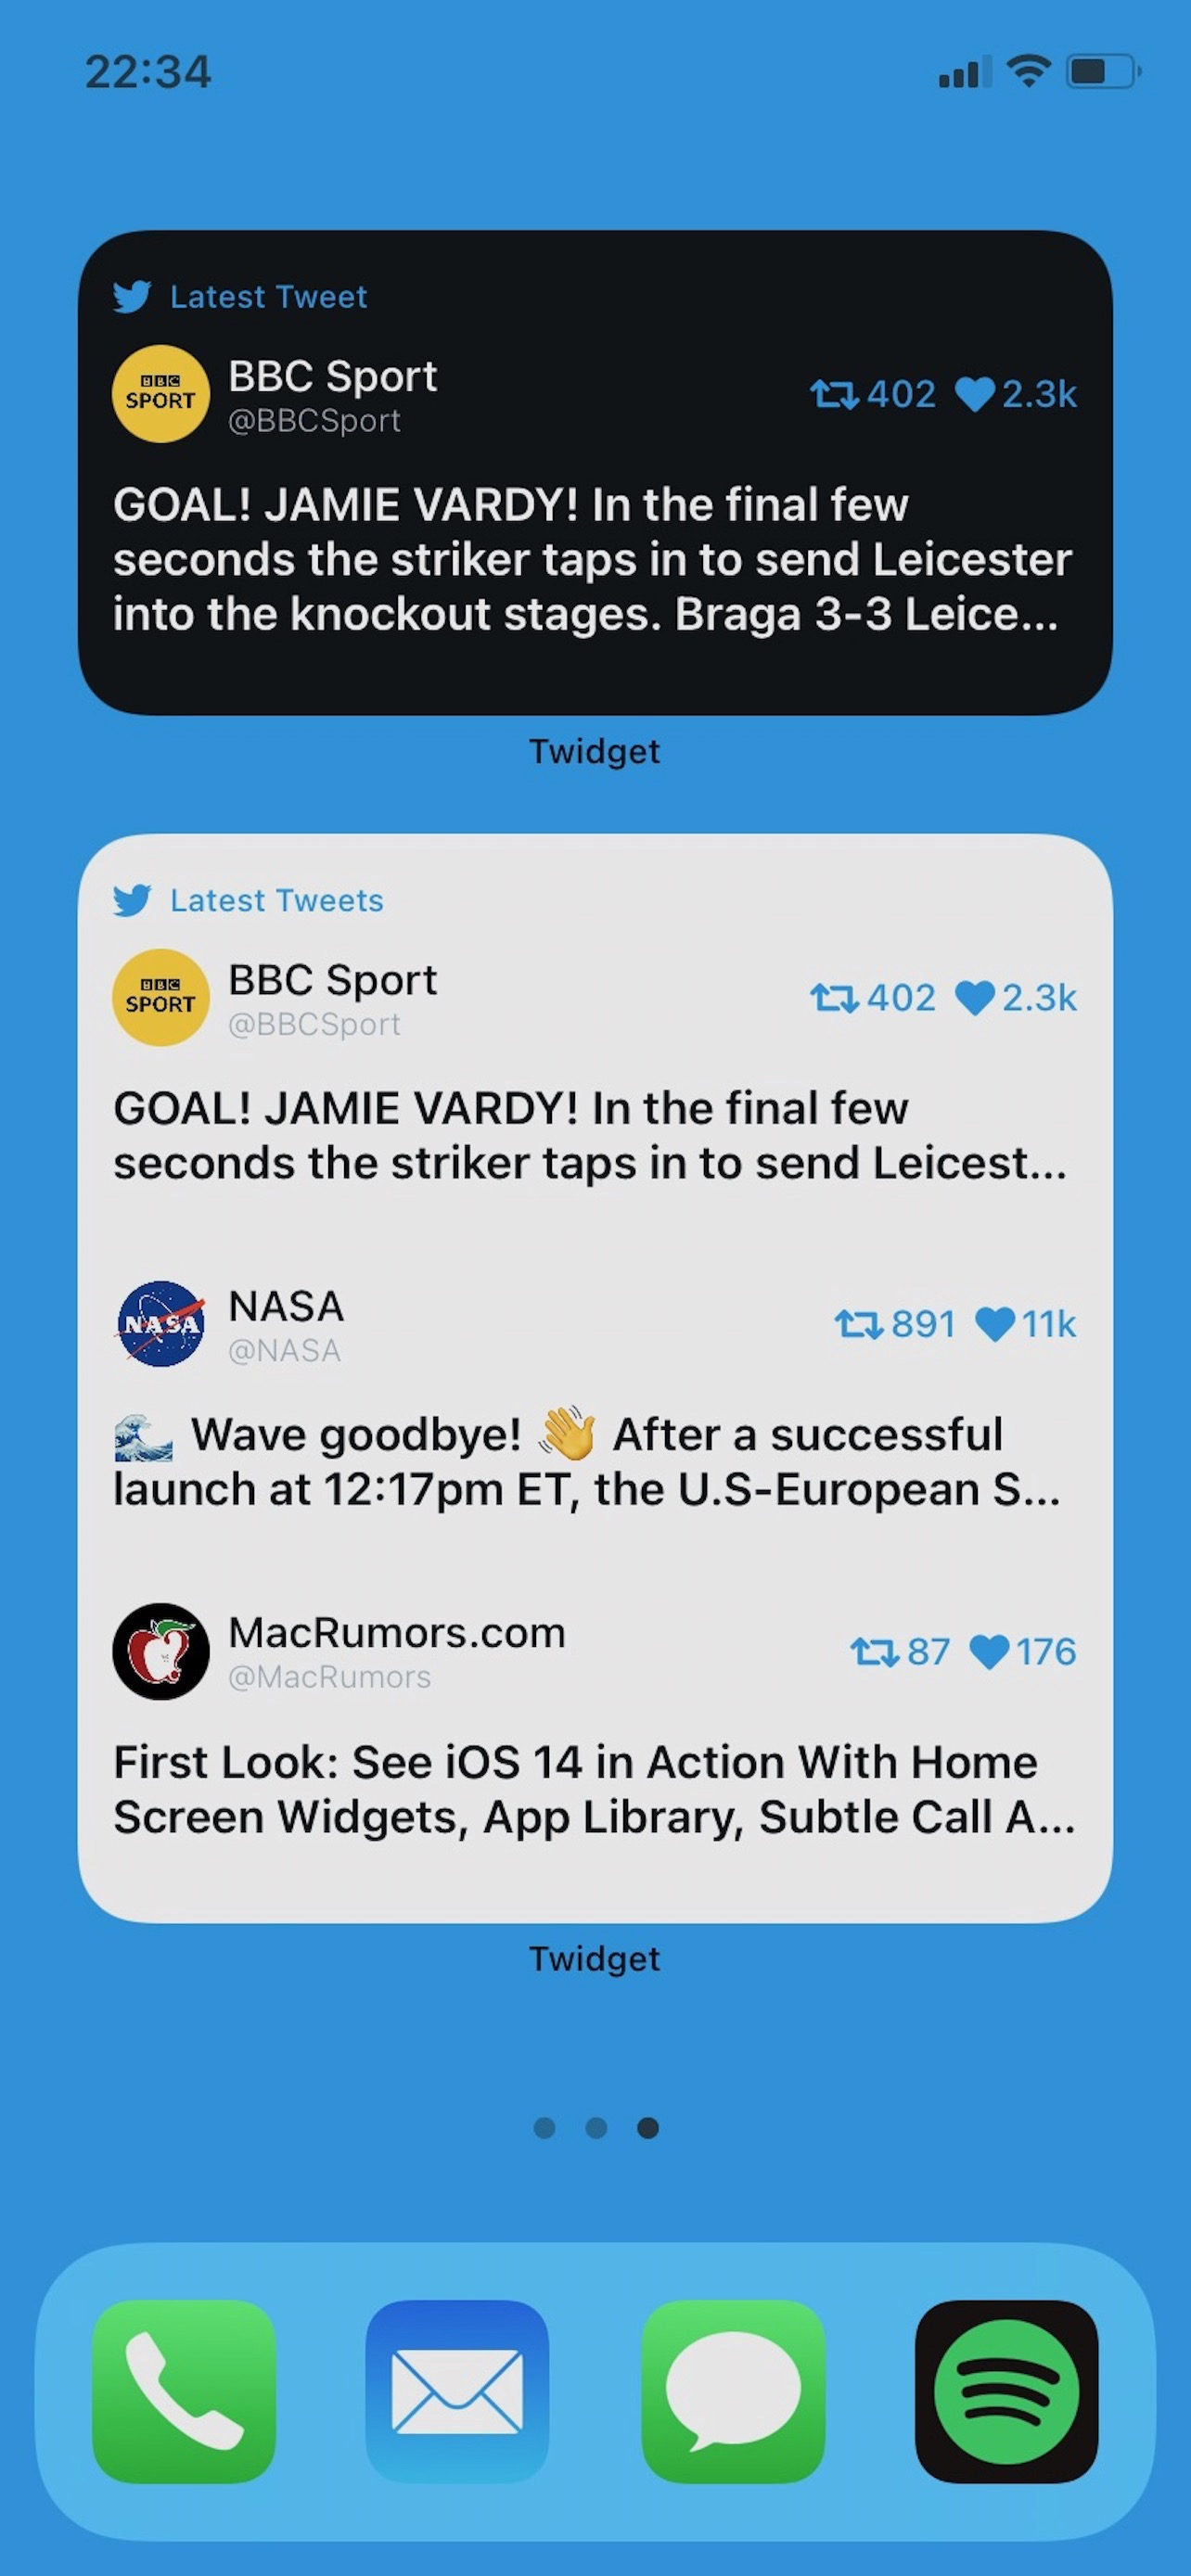 22:34
Latest Tweet
BBC SPORT
BBC Sport
@BBCSport
402 2.3k
GOAL! JAMIE VARDY! In the final few
seconds the striker taps in to send Leicester
into the knockout stages. Braga 3-3 Leice...
Twidget
Latest Tweets
BBC SPORT
BBC Sport
@BBCSport
402 2.3k
GOAL! JAMIE VARDY! In the final few
seconds the striker taps in to send Leicest...
NASA
NASA
@NASA
891 11k
🌊 Wave goodbye! 👋 After a successful
launch at 12:17pm ET, the U.S-European S...
MacRumors.com
@MacRumors
87 176
First Look: See iOS 14 in Action With Home
Screen Widgets, App Library, Subtle Call A...
Twidget